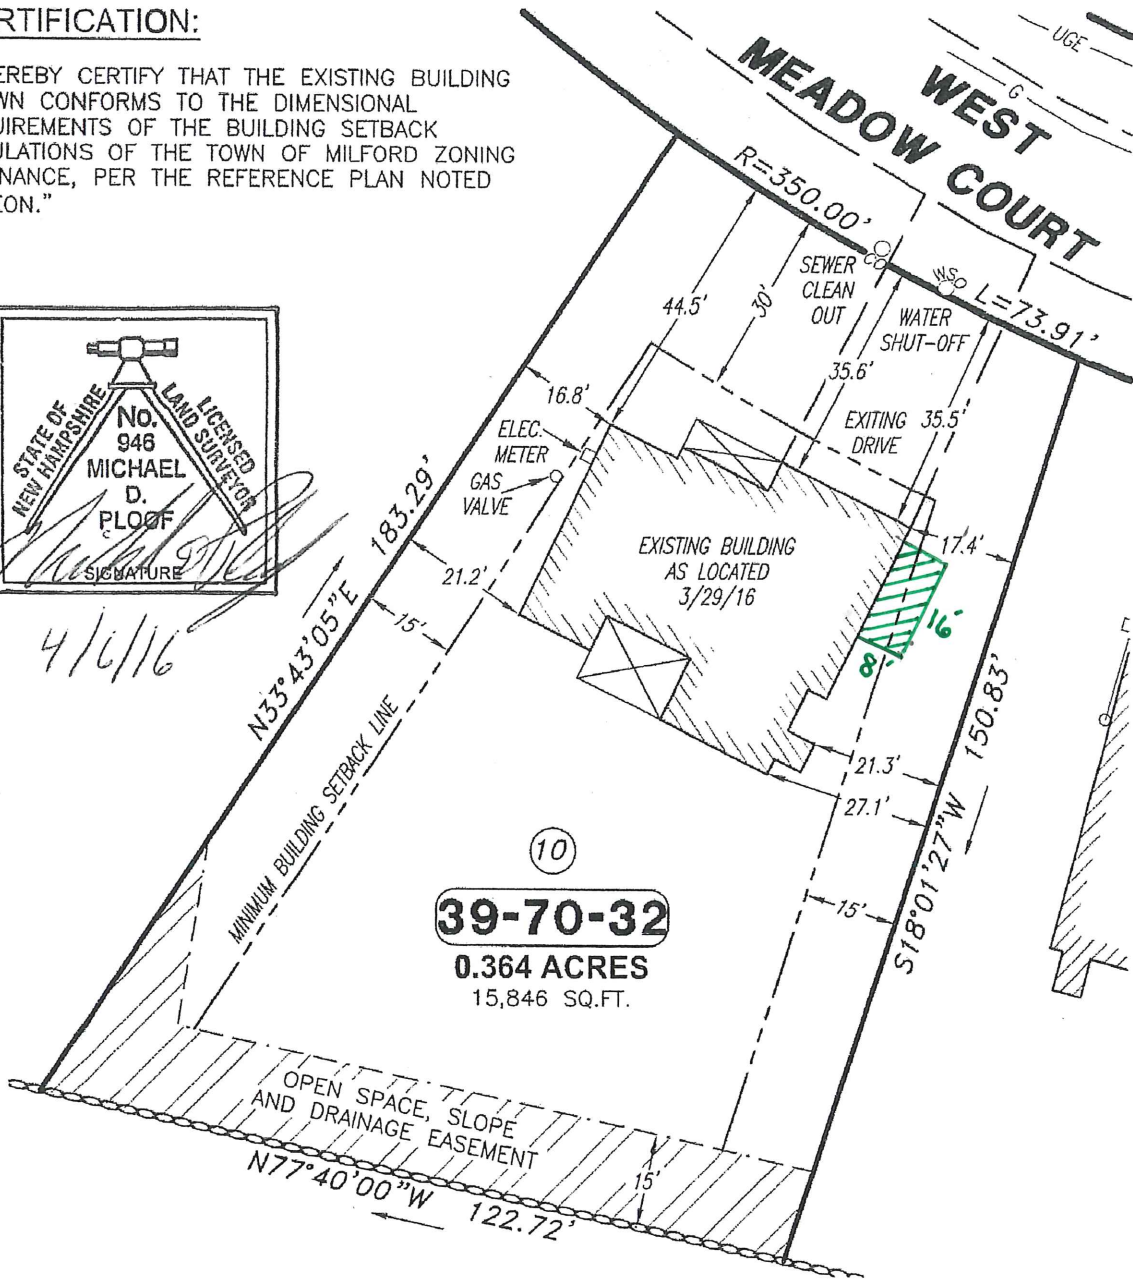 RTIFICATION:
EREBY CERTIFY THAT THE EXISTING BUILDING
WN CONFORMS TO THE DIMENSIONAL
UIREMENTS OF THE BUILDING SETBACK
ULATIONS OF THE TOWN OF MILFORD ZONING
NANCE, PER THE REFERENCE PLAN NOTED
EON."
STATE OF
NEW HAMPSHIRE
LICENSED
LAND SURVEYOR
No.
946
MICHAEL
D.
PLOOF
SIGNATURE
4/6/16
UGE
G
WEST
MEADOW COURT
R=350.00'
L=73.91'
CO
WSO
SEWER
CLEAN
OUT
WATER
SHUT-OFF
44.5'
30'
35.6'
35.5'
EXITING
DRIVE
16.8'
ELEC.
METER
GAS
VALVE
17.4'
EXISTING BUILDING
AS LOCATED
3/29/16
16'
8'
183.29'
N33°43'05"E
21.2'
15'
MINIMUM BUILDING SETBACK LINE
21.3'
27.1'
15'
150.83'
S18°01'27"W
10
39-70-32
0.364 ACRES
15,846 SQ.FT.
OPEN SPACE, SLOPE
AND DRAINAGE EASEMENT
15'
N77°40'00"W 122.72'